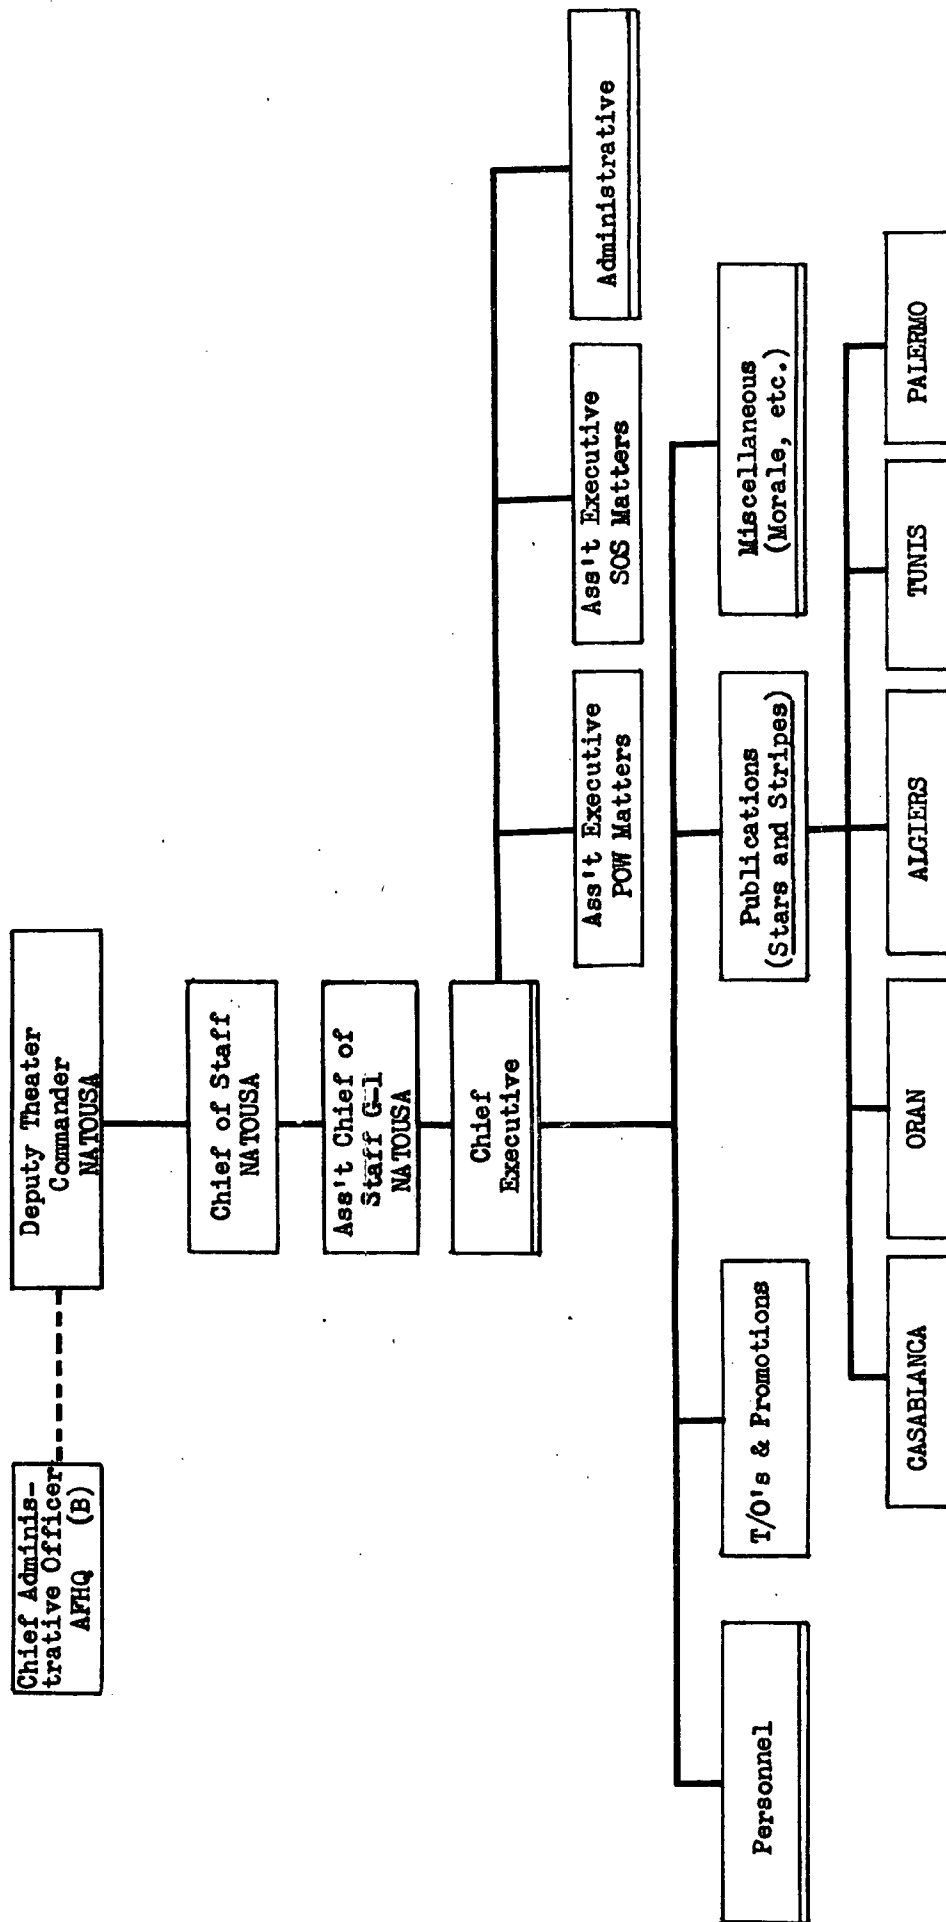 Chief Adminis-
trative Officer
AFHQ (B)
Deputy Theater
Commander
NATOUSA
Chief of Staff
NATOUSA
Ass't Chief of
Staff G-1
NATOUSA
Chief
Executive
Ass't Executive
POW Matters
Ass't Executive
SOS Matters
Administrative
Personnel
T/O's & Promotions
Publications
(Stars and Stripes)
Miscellaneous
(Morale, etc.)
CASABLANCA
ORAN
ALGIERS
TUNIS
PALERMO